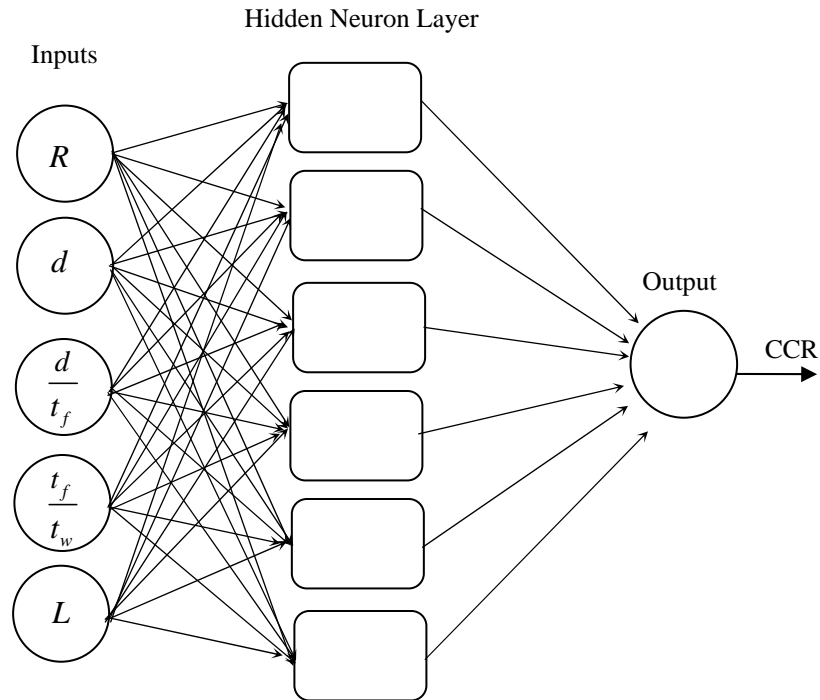 Hidden Neuron Layer
Inputs
R
d
d
t_f
t_f
t_w
L
Output
CCR